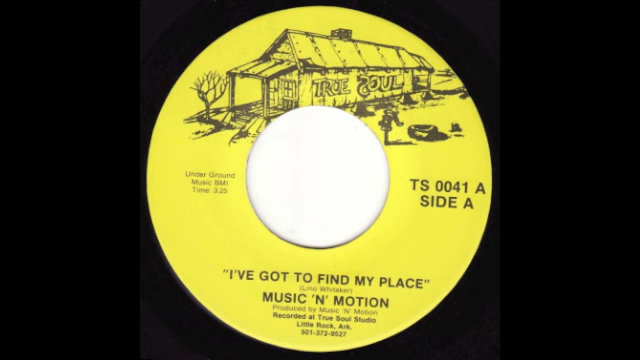 TRUE SOUL
Under Ground
Music BMI
Time: 3.25
TS 0041 A
SIDE A
"I'VE GOT TO FIND MY PLACE"
(Lino Whitaker)
MUSIC 'N' MOTION
Produced by Music 'N' Motion
Recorded at True Soul Studio
Little Rock, Ark.
501-372-9527